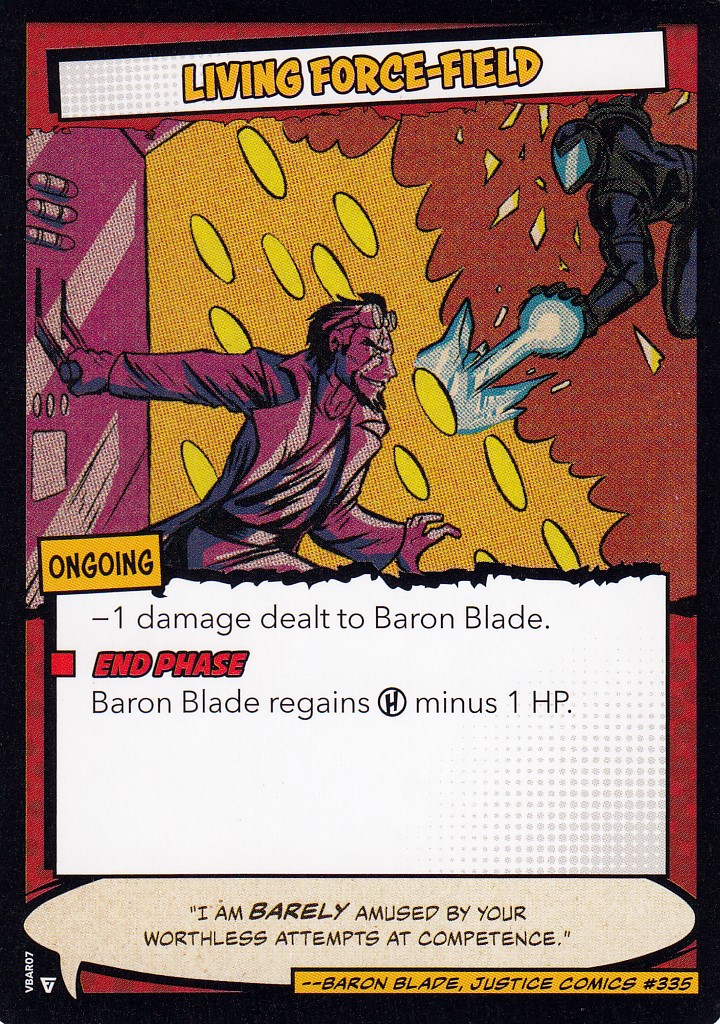 LIVING FORCE-FIELD
ONGOING
−1 damage dealt to Baron Blade.
END PHASE
Baron Blade regains Ⓗ minus 1 HP.
"I AM BARELY AMUSED BY YOUR
WORTHLESS ATTEMPTS AT COMPETENCE."
--BARON BLADE, JUSTICE COMICS #335
VBAR07